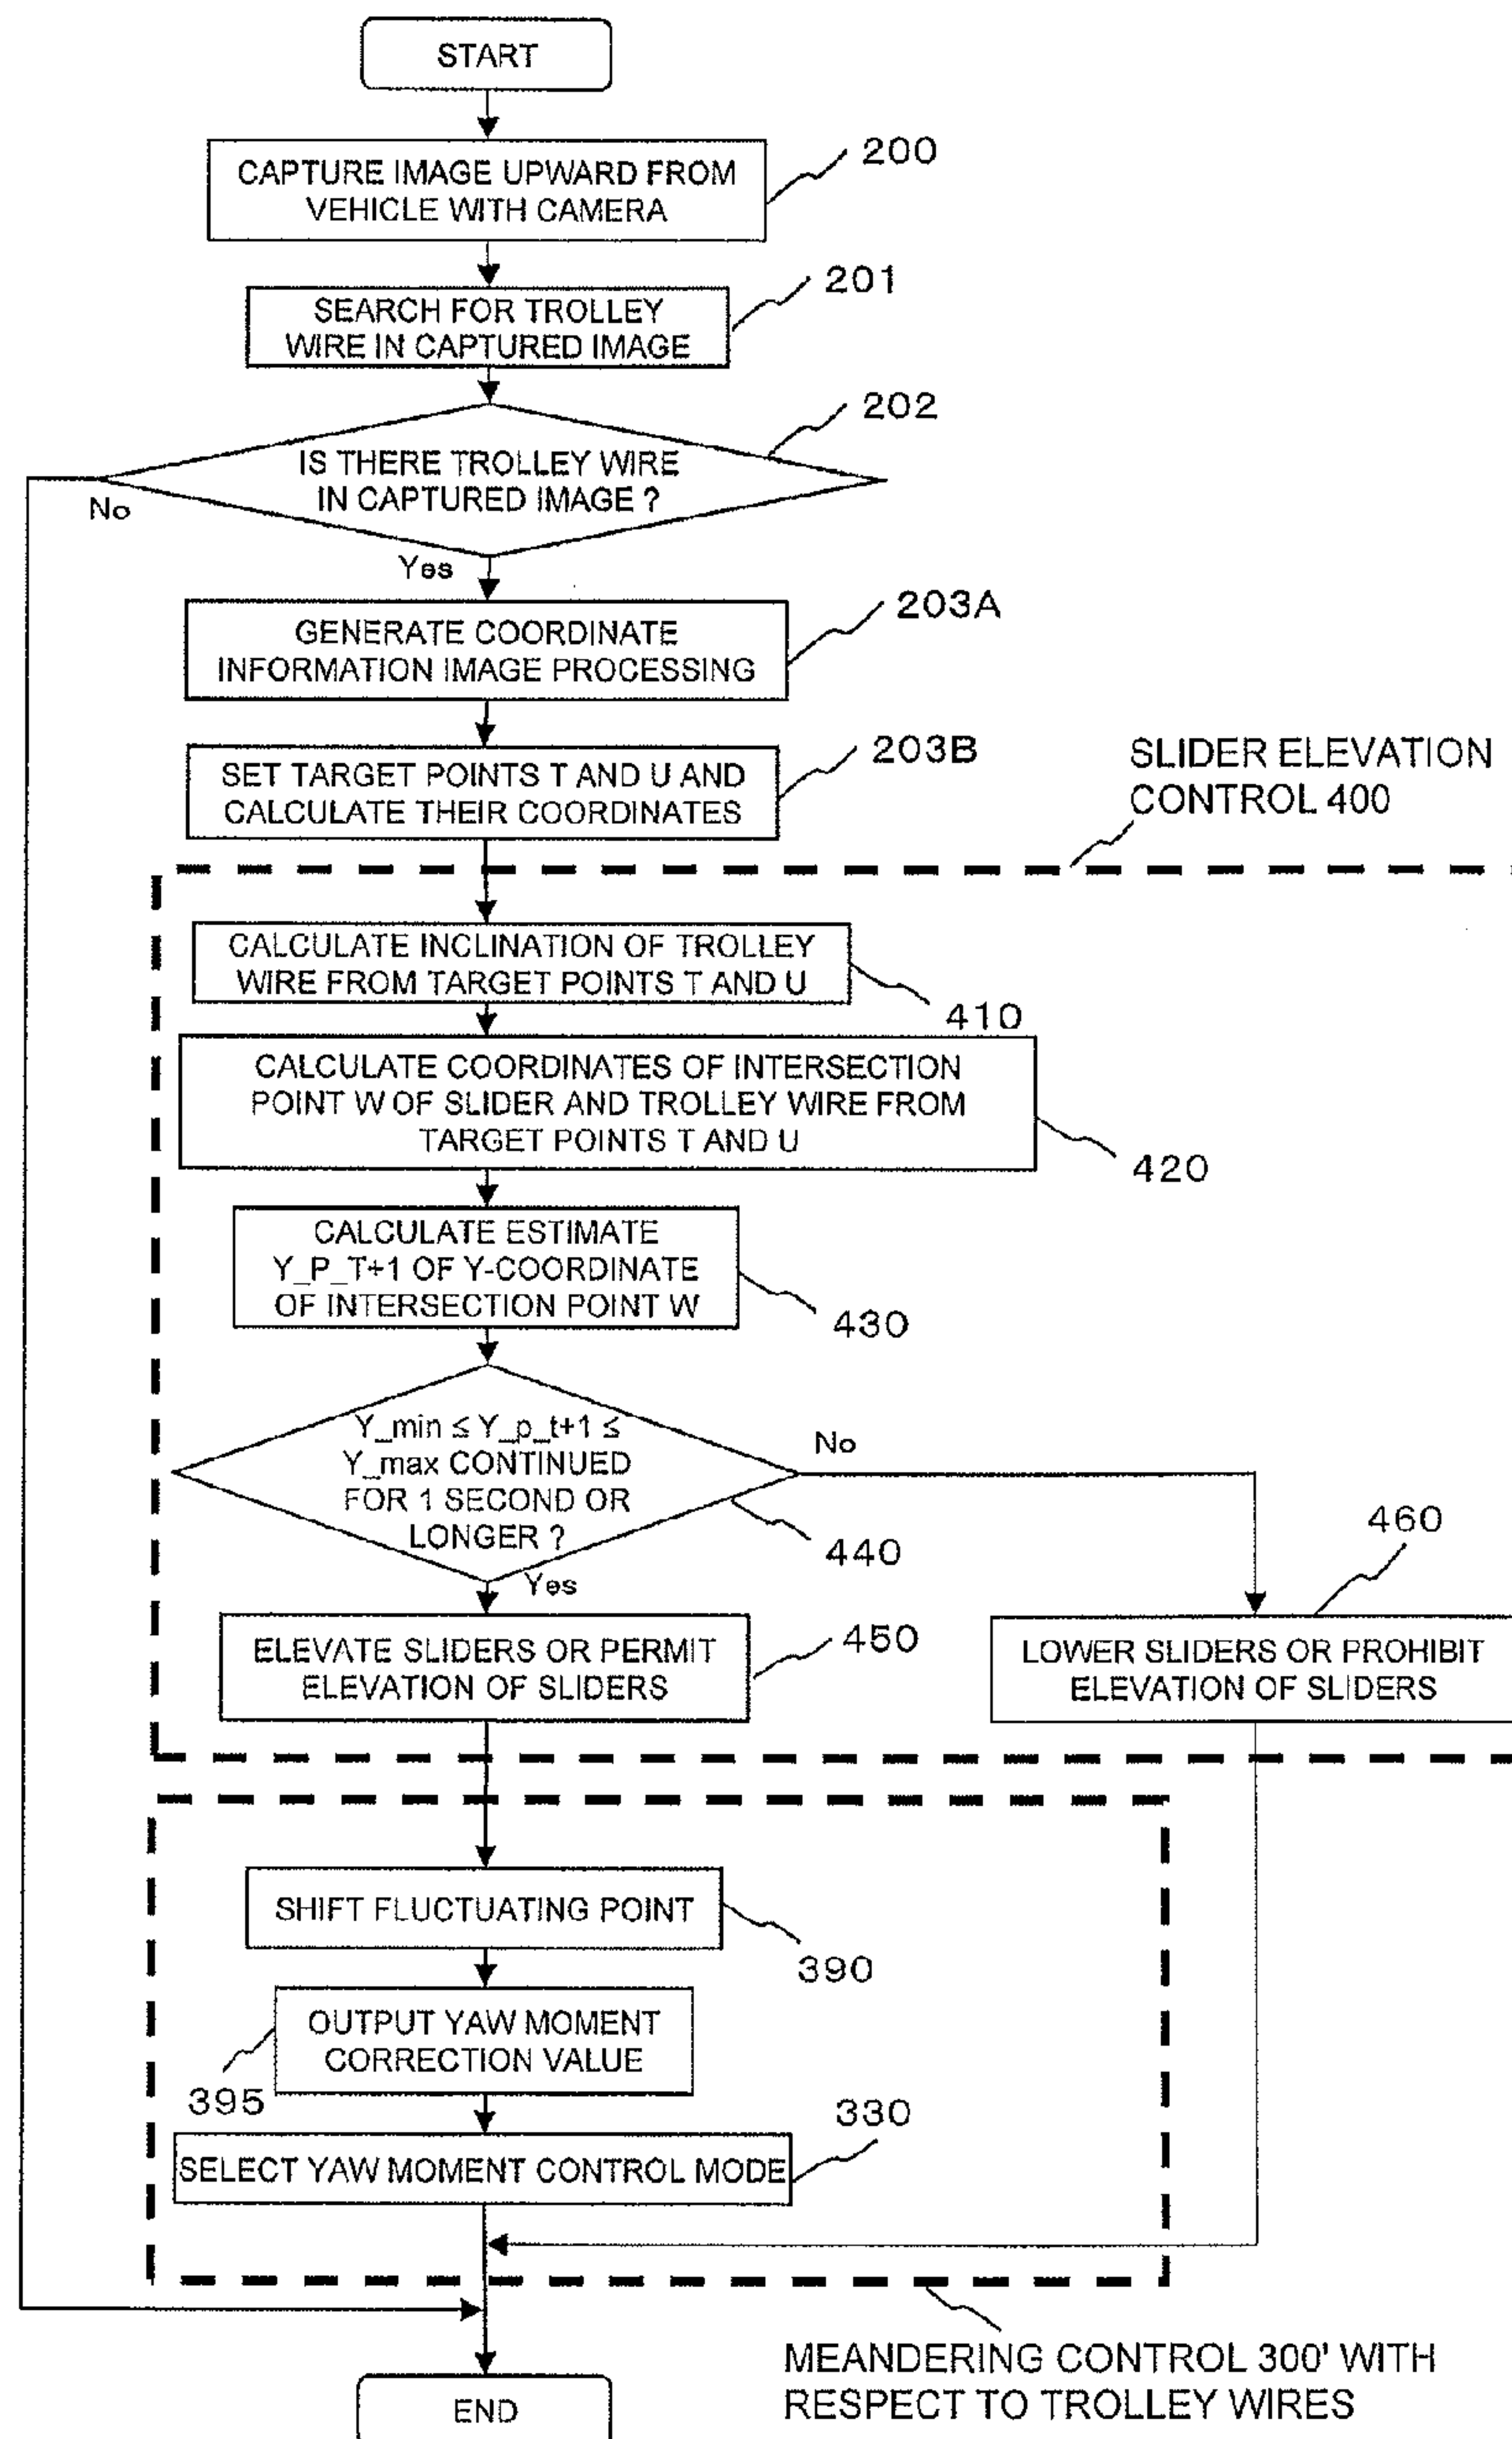 START
CAPTURE IMAGE UPWARD FROM
VEHICLE WITH CAMERA
200
SEARCH FOR TROLLEY
WIRE IN CAPTURED IMAGE
201
202
IS THERE TROLLEY WIRE
IN CAPTURED IMAGE ?
No
Yes
GENERATE COORDINATE
INFORMATION IMAGE PROCESSING
203A
SET TARGET POINTS T AND U AND
CALCULATE THEIR COORDINATES
203B
SLIDER ELEVATION
CONTROL 400
CALCULATE INCLINATION OF TROLLEY
WIRE FROM TARGET POINTS T AND U
410
CALCULATE COORDINATES OF INTERSECTION
POINT W OF SLIDER AND TROLLEY WIRE FROM
TARGET POINTS T AND U
420
CALCULATE ESTIMATE
Y_P_T+1 OF Y-COORDINATE
OF INTERSECTION POINT W
430
Y_min ≤ Y_p_t+1 ≤
Y_max CONTINUED
FOR 1 SECOND OR
LONGER ?
No
440
Yes
460
ELEVATE SLIDERS OR PERMIT
ELEVATION OF SLIDERS
450
LOWER SLIDERS OR PROHIBIT
ELEVATION OF SLIDERS
SHIFT FLUCTUATING POINT
390
OUTPUT YAW MOMENT
CORRECTION VALUE
395
330
SELECT YAW MOMENT CONTROL MODE
MEANDERING CONTROL 300' WITH
RESPECT TO TROLLEY WIRES
END